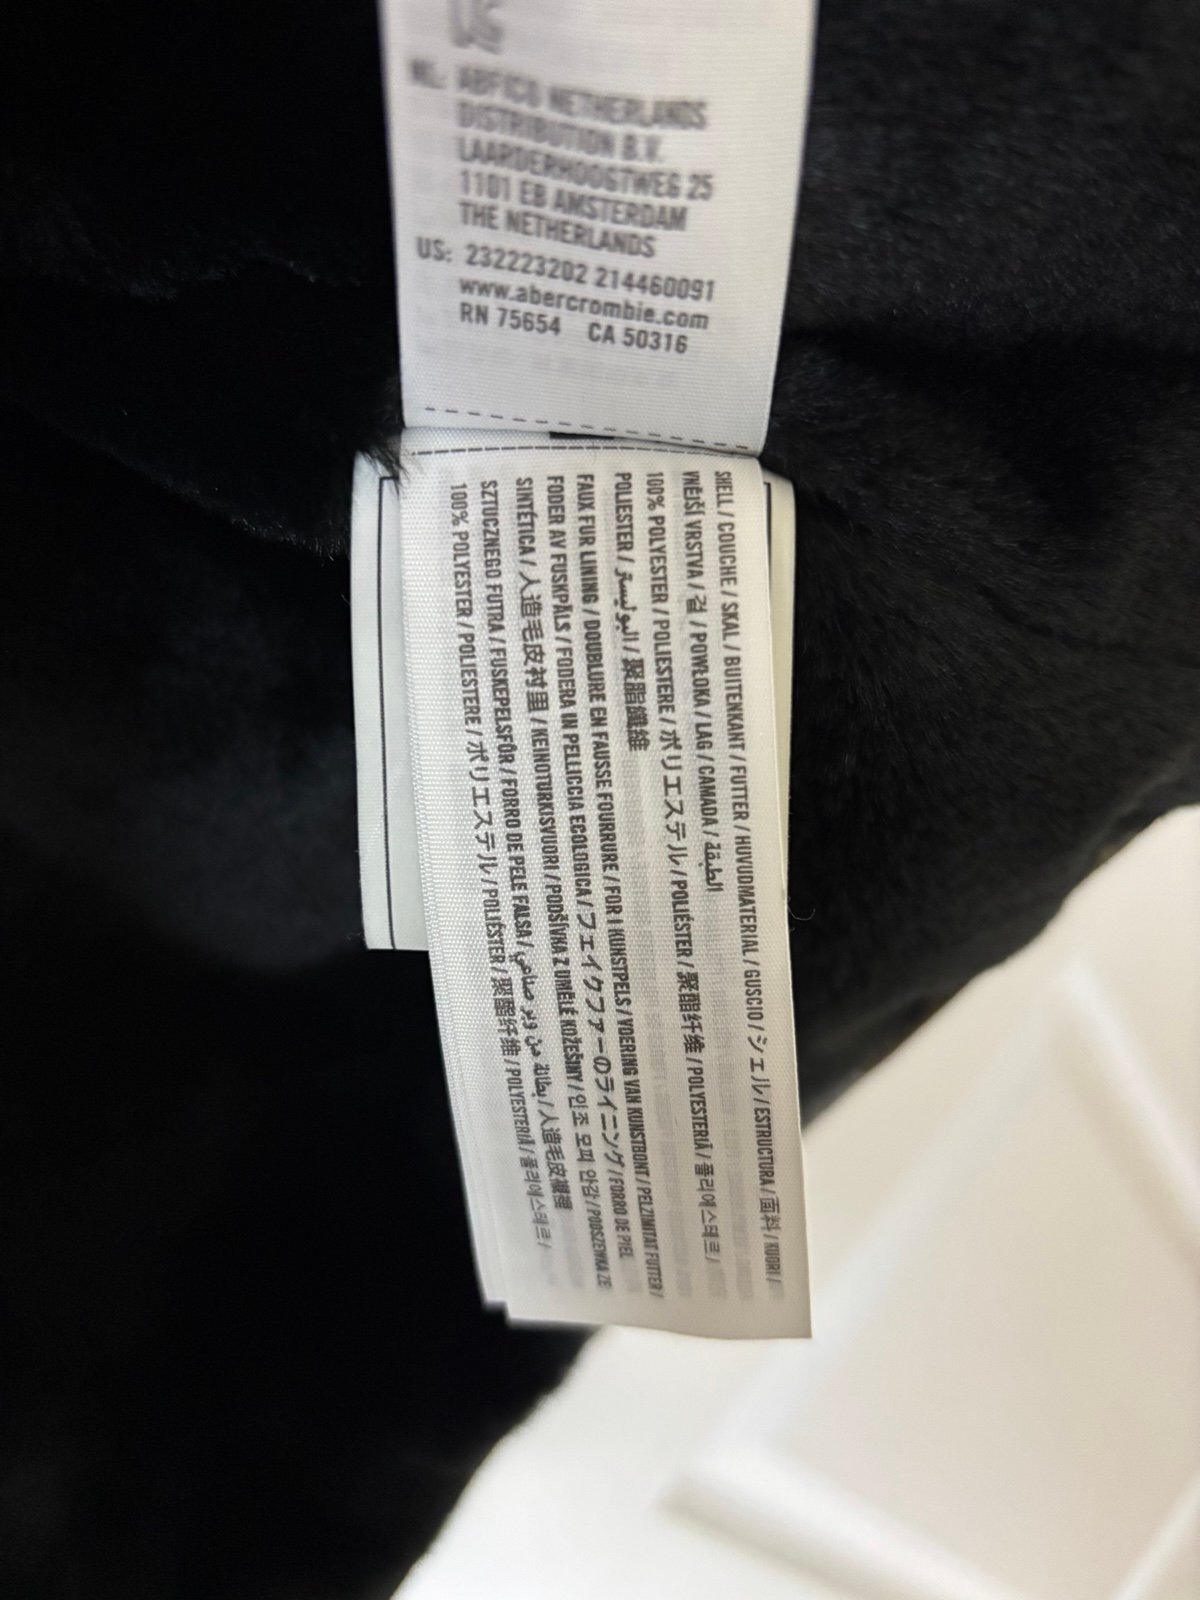 NL: ABFICO NETHERLANDS
DISTRIBUTION B.V.
LAARDERHOOGTWEG 25
1101 EB AMSTERDAM
THE NETHERLANDS
US: 232223202 214460091
www.abercrombie.com
RN 75654 CA 50316
SHELL / COUCHE / SKAL / BUITENKANT / FUTTER / HUVUDMATERIAL / GUSCIO / シェル / ESTRUCTURA / 面料 / KUORI /
VNĚJŠÍ VRSTVA / 겉 / POWŁOKA / LAG / CAMADA / الطبقة /
100% POLYESTER / POLIESTERE / ポリエステル / POLIÉSTER / 聚酯纤维 / POLYESTERIÄ / 폴리에스테르 /
POLIESTER / البوليستر / 聚脂纖維
FAUX FUR LINING / DOUBLURE EN FAUSSE FOURRURE / FOR I KUNSTPELS / VOERING VAN KUNSTBONT / PELZIMITAT FUTTER /
FODER AV FUSKPÄLS / FODERA IN PELLICCIA ECOLOGICA / フェイクファーのライニング / FORRO DE PIEL
SINTÉTICA / 人造毛皮衬里 / KEINOTURKISVUORI / PODŠÍVKA Z UMĚLÉ KOŽEŠINY / 인조 모피 안감 / PODSZEWKA ZE
SZTUCZNEGO FUTRA / FUSKEPELSFÔR / FORRO DE PELE FALSA / بطانة من وبر صناعي / 人造毛皮襯裡
100% POLYESTER / POLIESTERE / ポリエステル / POLIÉSTER / 聚酯纤维 / POLYESTERIÄ / 폴리에스테르 /